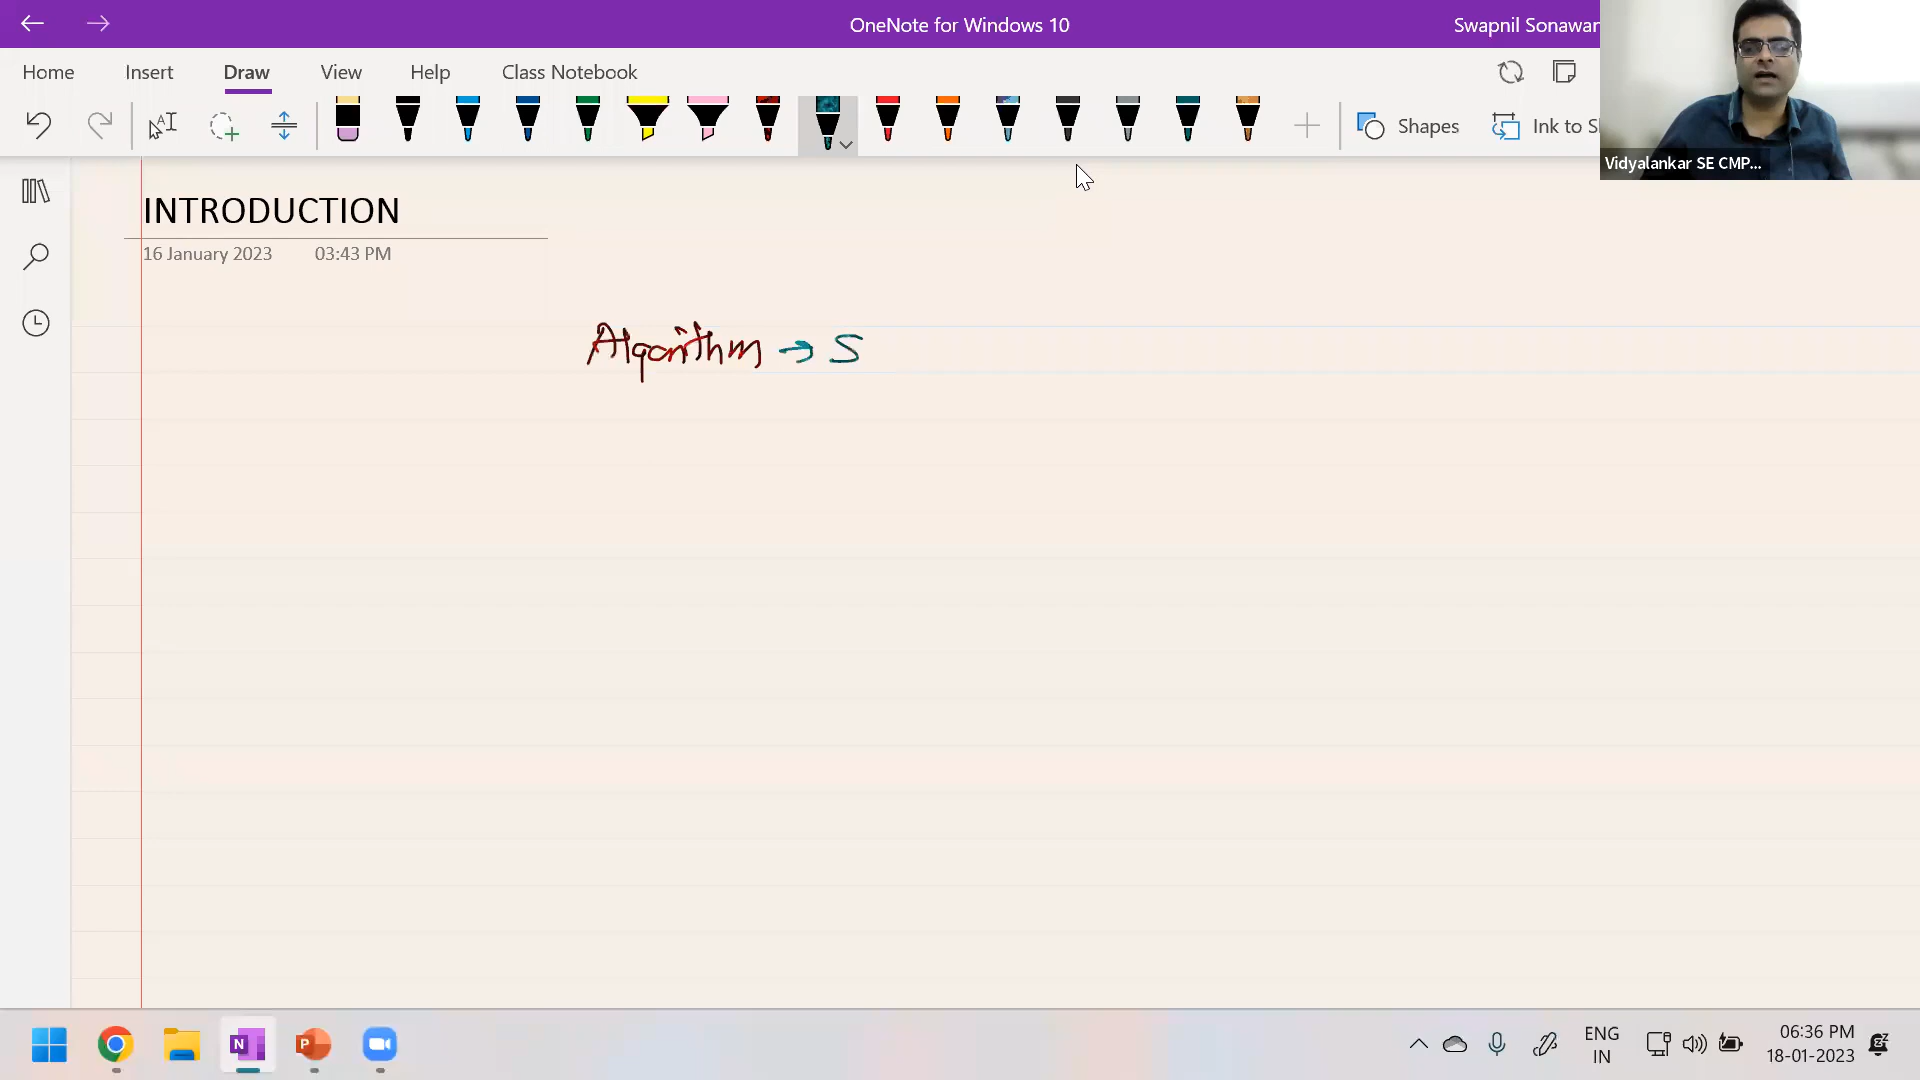 OneNote for Windows 10
Swapnil Sonawar
Home Insert Draw View Help Class Notebook
Shapes Ink to S
Vidyalankar SE CMP...
INTRODUCTION
16 January 2023 03:43 PM
Algorithm → S
ENG
IN
06:36 PM
18-01-2023